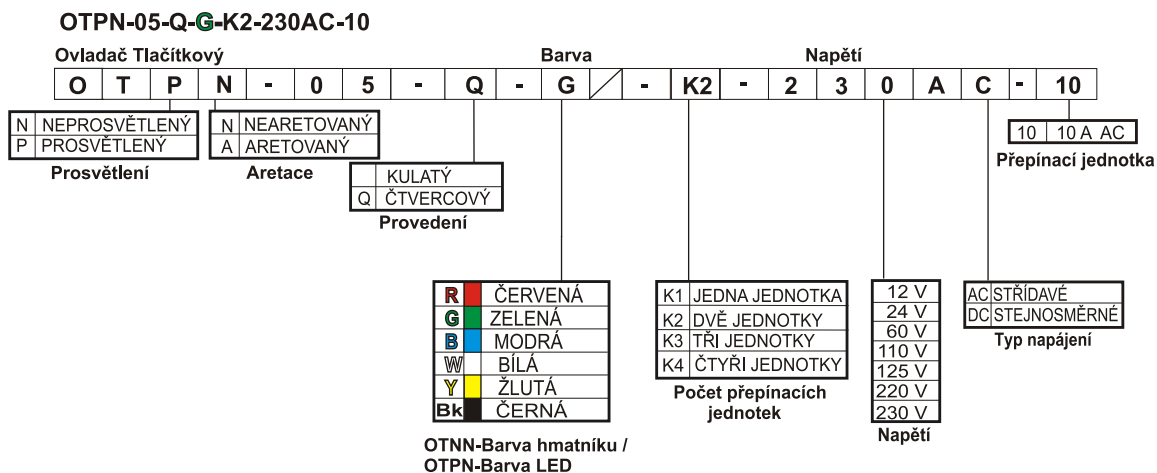 OTPN-05-Q-G-K2-230AC-10
Ovladač Tlačítkový Barva Napětí
O T P N - 0 5 - Q - G / - K2 - 2 3 0 A C - 10
N NEPROSVĚTLENÝ
P PROSVĚTLENÝ
Prosvětlení
N NEARETOVANÝ
A ARETOVANÝ
Aretace
KULATÝ
Q ČTVERCOVÝ
Provedení
10 10 A AC
Přepínací jednotka
R ČERVENÁ
G ZELENÁ
B MODRÁ
W BÍLÁ
Y ŽLUTÁ
Bk ČERNÁ
OTNN-Barva hmatníku /
OTPN-Barva LED
K1 JEDNA JEDNOTKA
K2 DVĚ JEDNOTKY
K3 TŘI JEDNOTKY
K4 ČTYŘI JEDNOTKY
Počet přepínacích
jednotek
12 V
24 V
60 V
110 V
125 V
220 V
230 V
Napětí
AC STŘÍDAVÉ
DC STEJNOSMĚRNÉ
Typ napájení